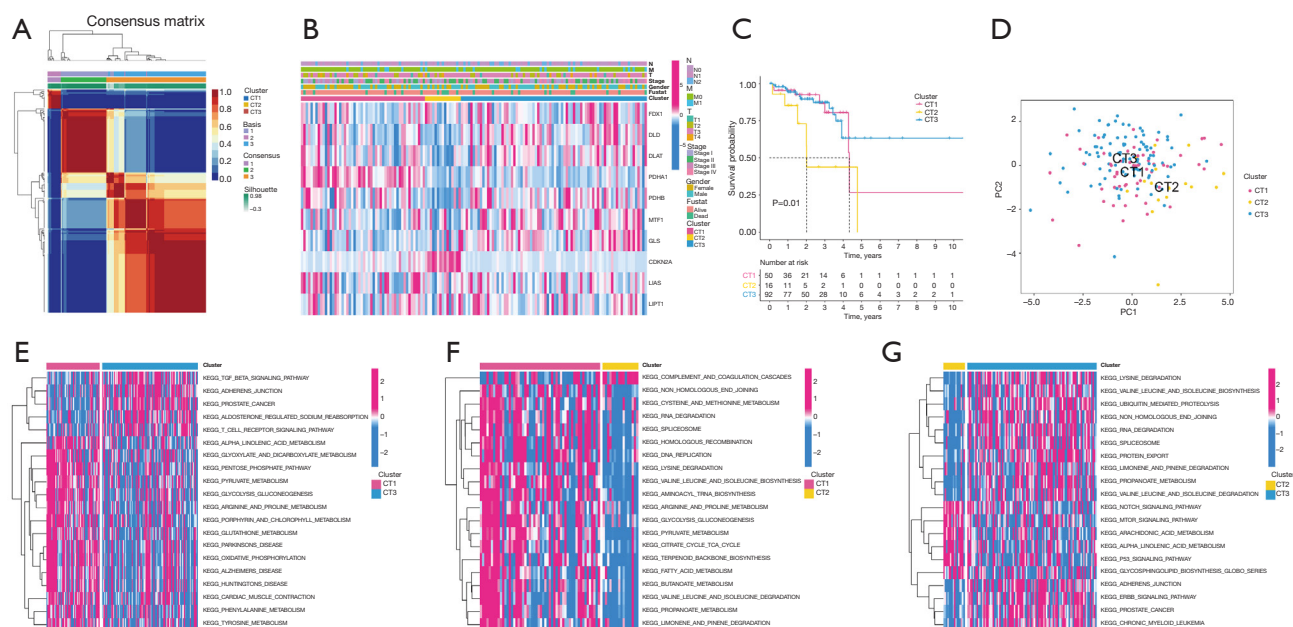 A
Consensus matrix
Cluster
CT1
CT2
CT3
Basis
1
2
3
Consensus
1
2
3
Silhouette
0.98
−0.3
1.0
0.8
0.6
0.4
0.2
0.0
B
N
M
T
Stage
Gender
Fustat
Cluster
FDX1
DLD
DLAT
PDHA1
PDHB
MTF1
GLS
CDKN2A
LIAS
LIPT1
5
0
−5
N
N0
N1
N2
M
M0
M1
T
T1
T2
T3
T4
Stage
Stage I
Stage II
Stage III
Stage IV
Gender
Female
Male
Fustat
Alive
Dead
Cluster
CT1
CT2
CT3
C
Survival probability
1.00
0.75
0.50
0.25
0.00
P=0.01
0 1 2 3 4 5 6 7 8 9 10
Time, years
Cluster
CT1
CT2
CT3
Number at risk
CT1 50 36 21 14 6 1 1 1 1 1 1
CT2 16 11 5 2 1 0 0 0 0 0 0
CT3 92 77 50 28 10 6 4 3 2 2 1
0 1 2 3 4 5 6 7 8 9 10
Time, years
D
PC2
2
0
−2
−4
CT3
CT1
CT2
−5.0 −2.5 0.0 2.5 5.0
PC1
Cluster
CT1
CT2
CT3
E
Cluster
KEGG_TGF_BETA_SIGNALING_PATHWAY
KEGG_ADHERENS_JUNCTION
KEGG_PROSTATE_CANCER
KEGG_ALDOSTERONE_REGULATED_SODIUM_REABSORPTION
KEGG_T_CELL_RECEPTOR_SIGNALING_PATHWAY
KEGG_ALPHA_LINOLENIC_ACID_METABOLISM
KEGG_GLYOXYLATE_AND_DICARBOXYLATE_METABOLISM
KEGG_PENTOSE_PHOSPHATE_PATHWAY
KEGG_PYRUVATE_METABOLISM
KEGG_GLYCOLYSIS_GLUCONEOGENESIS
KEGG_ARGININE_AND_PROLINE_METABOLISM
KEGG_PORPHYRIN_AND_CHLOROPHYLL_METABOLISM
KEGG_GLUTATHIONE_METABOLISM
KEGG_PARKINSONS_DISEASE
KEGG_OXIDATIVE_PHOSPHORYLATION
KEGG_ALZHEIMERS_DISEASE
KEGG_HUNTINGTONS_DISEASE
KEGG_CARDIAC_MUSCLE_CONTRACTION
KEGG_PHENYLALANINE_METABOLISM
KEGG_TYROSINE_METABOLISM
2
1
0
−1
−2
Cluster
CT1
CT3
F
Cluster
KEGG_COMPLEMENT_AND_COAGULATION_CASCADES
KEGG_NON_HOMOLOGOUS_END_JOINING
KEGG_CYSTEINE_AND_METHIONINE_METABOLISM
KEGG_RNA_DEGRADATION
KEGG_SPLICEOSOME
KEGG_HOMOLOGOUS_RECOMBINATION
KEGG_DNA_REPLICATION
KEGG_LYSINE_DEGRADATION
KEGG_VALINE_LEUCINE_AND_ISOLEUCINE_BIOSYNTHESIS
KEGG_AMINOACYL_TRNA_BIOSYNTHESIS
KEGG_ARGININE_AND_PROLINE_METABOLISM
KEGG_GLYCOLYSIS_GLUCONEOGENESIS
KEGG_PYRUVATE_METABOLISM
KEGG_CITRATE_CYCLE_TCA_CYCLE
KEGG_TERPENOID_BACKBONE_BIOSYNTHESIS
KEGG_FATTY_ACID_METABOLISM
KEGG_BUTANOATE_METABOLISM
KEGG_VALINE_LEUCINE_AND_ISOLEUCINE_DEGRADATION
KEGG_PROPANOATE_METABOLISM
KEGG_LIMONENE_AND_PINENE_DEGRADATION
2
1
0
−1
−2
Cluster
CT1
CT2
G
Cluster
KEGG_LYSINE_DEGRADATION
KEGG_VALINE_LEUCINE_AND_ISOLEUCINE_BIOSYNTHESIS
KEGG_UBIQUITIN_MEDIATED_PROTEOLYSIS
KEGG_NON_HOMOLOGOUS_END_JOINING
KEGG_RNA_DEGRADATION
KEGG_SPLICEOSOME
KEGG_PROTEIN_EXPORT
KEGG_LIMONENE_AND_PINENE_DEGRADATION
KEGG_PROPANOATE_METABOLISM
KEGG_VALINE_LEUCINE_AND_ISOLEUCINE_DEGRADATION
KEGG_NOTCH_SIGNALING_PATHWAY
KEGG_MTOR_SIGNALING_PATHWAY
KEGG_ARACHIDONIC_ACID_METABOLISM
KEGG_ALPHA_LINOLENIC_ACID_METABOLISM
KEGG_P53_SIGNALING_PATHWAY
KEGG_GLYCOSPHINGOLIPID_BIOSYNTHESIS_GLOBO_SERIES
KEGG_ADHERENS_JUNCTION
KEGG_ERBB_SIGNALING_PATHWAY
KEGG_PROSTATE_CANCER
KEGG_CHRONIC_MYELOID_LEUKEMIA
2
1
0
−1
−2
Cluster
CT2
CT3